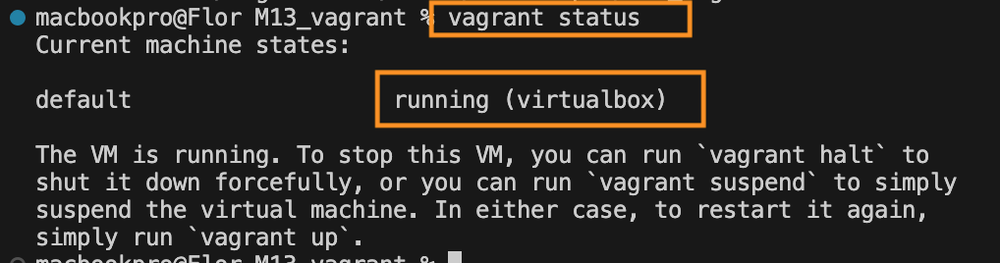 macbookpro@Flor M13_vagrant % vagrant status
Current machine states:
default running (virtualbox)
The VM is running. To stop this VM, you can run `vagrant halt` to
shut it down forcefully, or you can run `vagrant suspend` to simply
suspend the virtual machine. In either case, to restart it again,
simply run `vagrant up`.
macbookpro@Flor M13_vagrant %